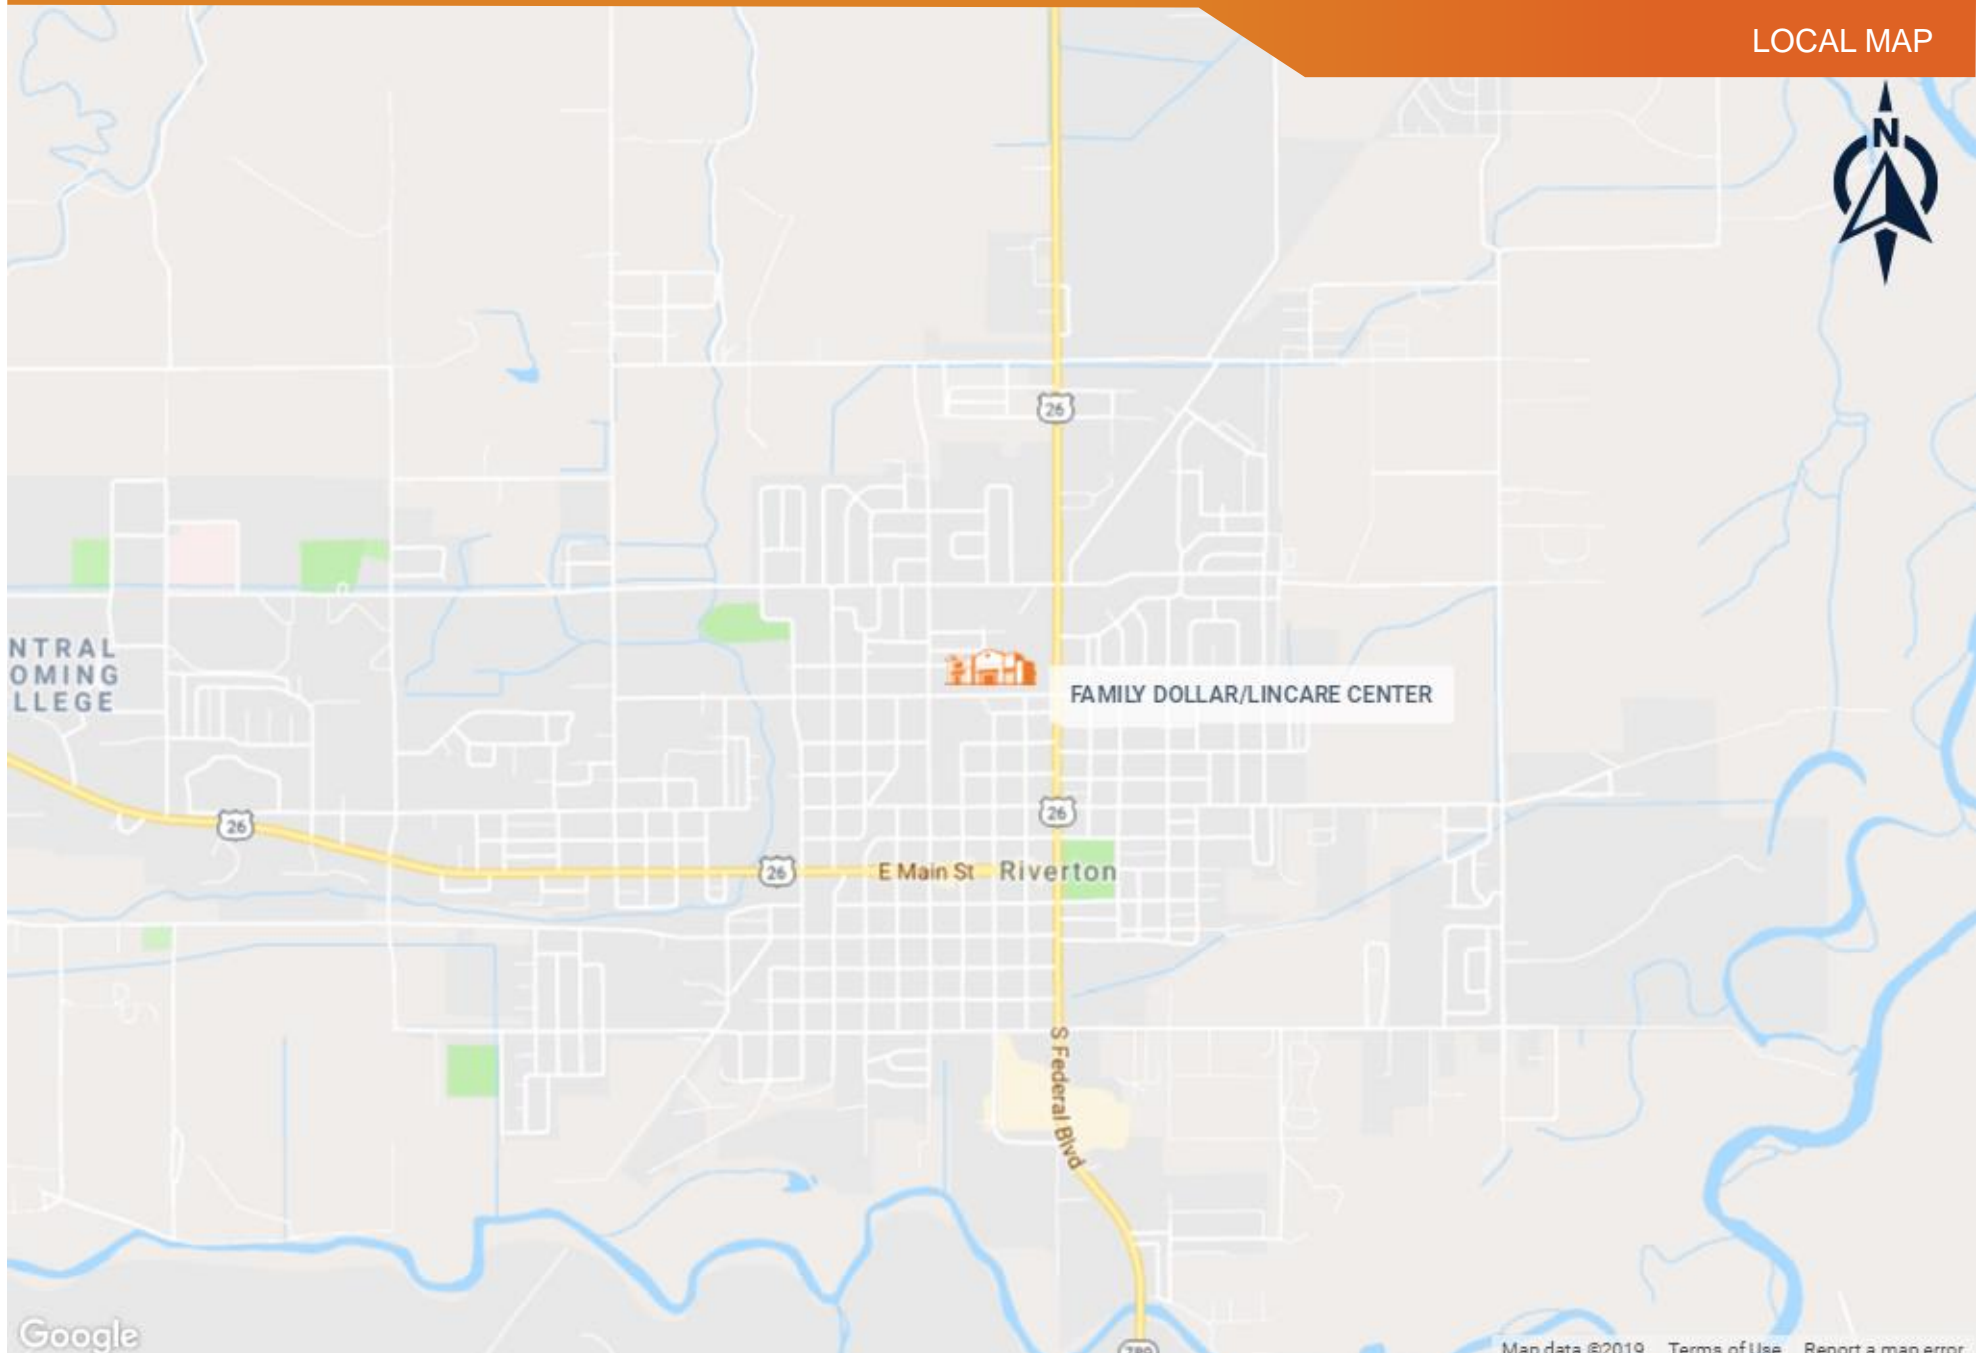 LOCAL MAP
N
26
NTRAL
OMING
LLEGE
FAMILY DOLLAR/LINCARE CENTER
26
26
26
E Main St
Riverton
S Federal Blvd
789
Google
Map data ©2019 Terms of Use Report a map error